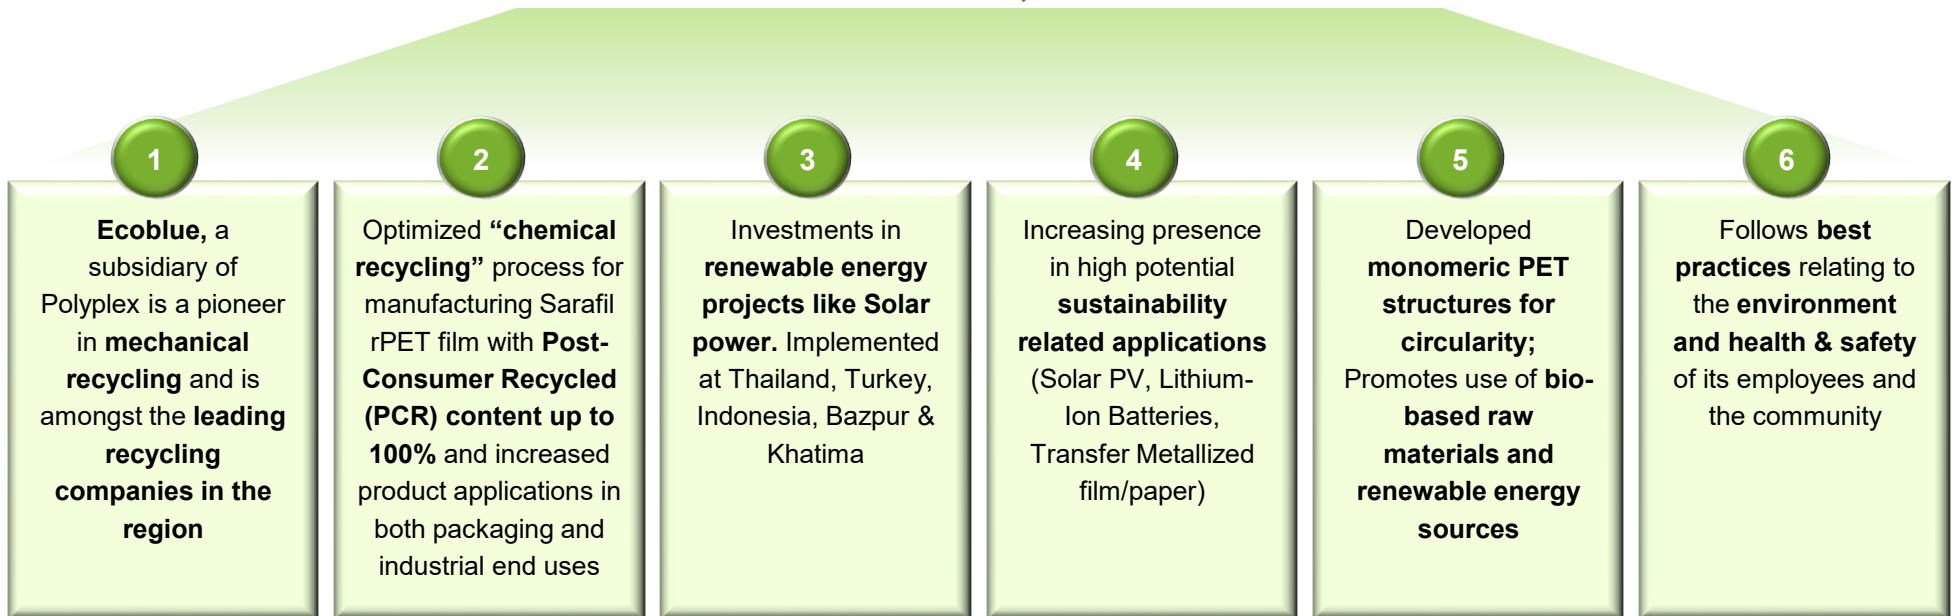 1
Ecoblue, a
subsidiary of
Polyplex is a pioneer
in mechanical
recycling and is
amongst the leading
recycling
companies in the
region
2
Optimized “chemical
recycling” process for
manufacturing Sarafil
rPET film with Post-
Consumer Recycled
(PCR) content up to
100% and increased
product applications in
both packaging and
industrial end uses
3
Investments in
renewable energy
projects like Solar
power. Implemented
at Thailand, Turkey,
Indonesia, Bazpur &
Khatima
4
Increasing presence
in high potential
sustainability
related applications
(Solar PV, Lithium-
Ion Batteries,
Transfer Metallized
film/paper)
5
Developed
monomeric PET
structures for
circularity;
Promotes use of bio-
based raw
materials and
renewable energy
sources
6
Follows best
practices relating to
the environment
and health & safety
of its employees and
the community